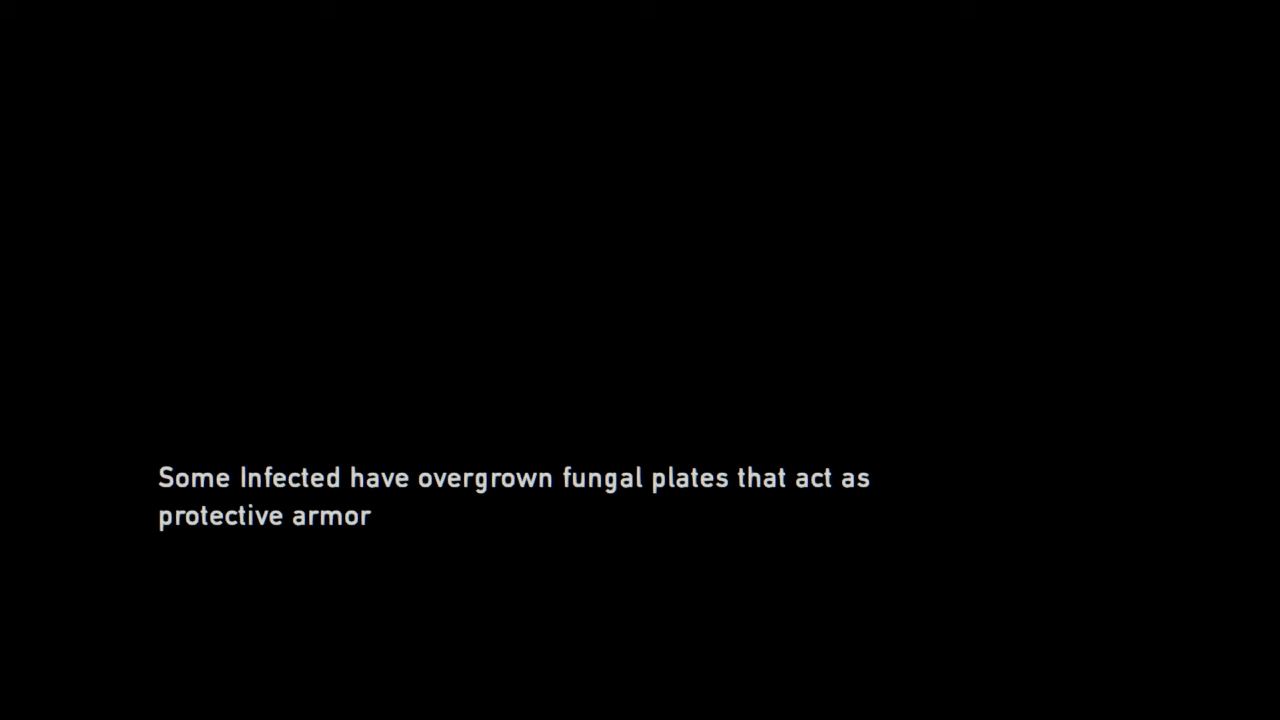 Some Infected have overgrown fungal plates that act as
protective armor